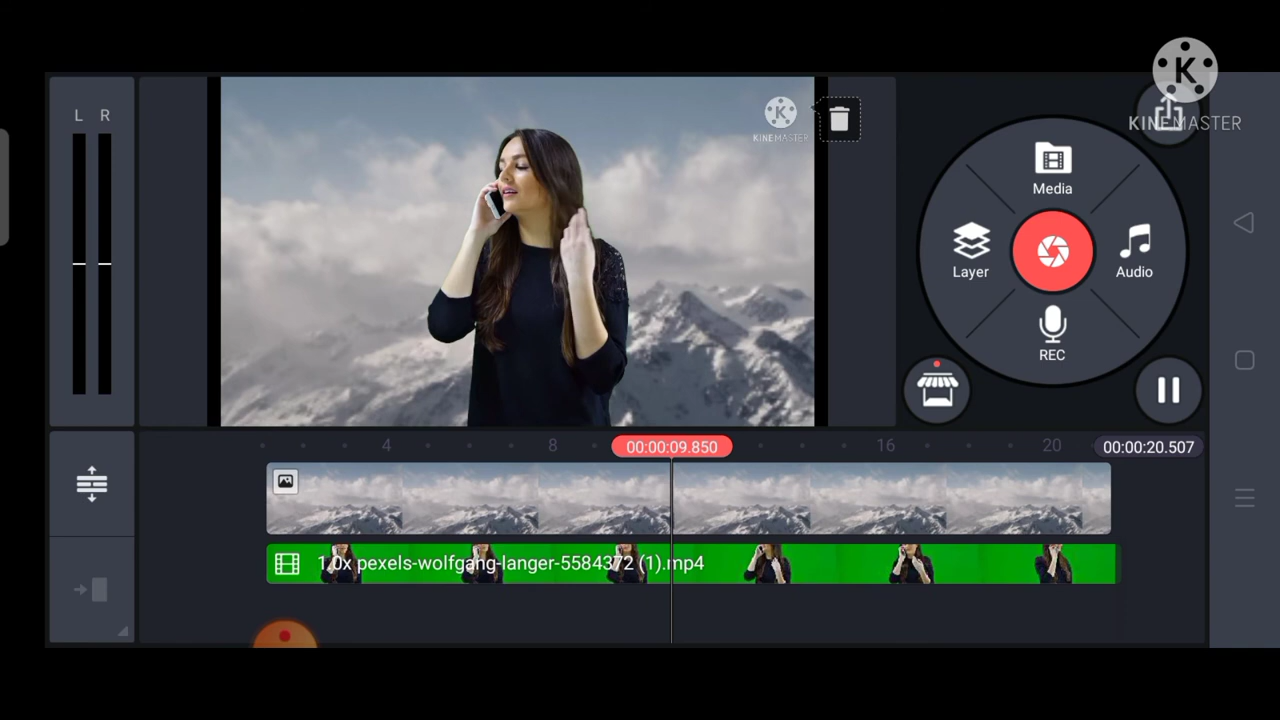 L R
KINEMASTER
KINEMASTER
Media
Layer
Audio
REC
4
8
00:00:09.850
16
20
00:00:20.507
1.0x pexels-wolfgang-langer-5584372 (1).mp4